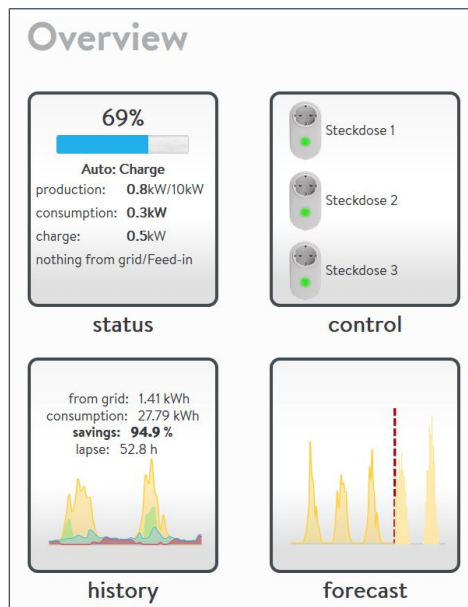 Overview
69%
Auto: Charge
production: 0.8kW/10kW
consumption: 0.3kW
charge: 0.5kW
nothing from grid/Feed-in
status
Steckdose 1
Steckdose 2
Steckdose 3
control
from grid: 1.41 kWh
consumption: 27.79 kWh
savings: 94.9 %
lapse: 52.8 h
history
forecast